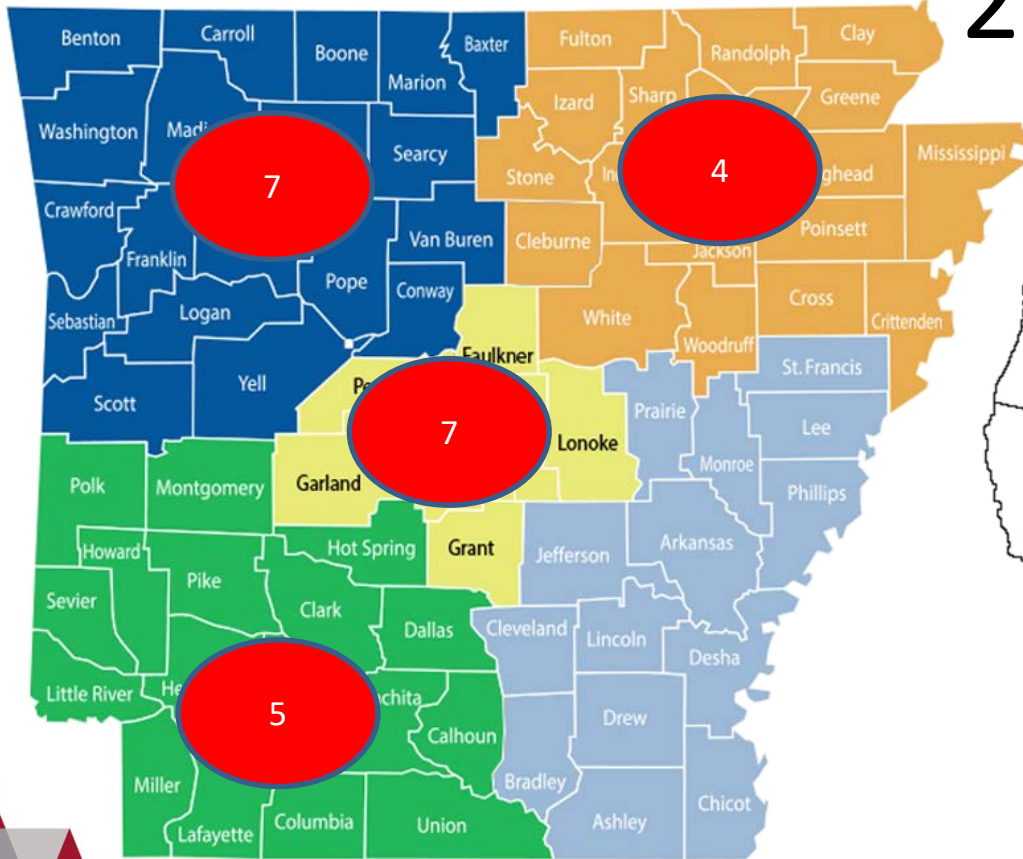 2
Benton
Carroll
Boone
Marion
Baxter
Fulton
Randolph
Clay
Izard
Sharp
Greene
Washington
Searcy
Stone
Mississippi
7
4
Crawford
Franklin
Van Buren
Cleburne
Jackson
Poinsett
Sebastian
Logan
Pope
Conway
White
Woodruff
Cross
Crittenden
Scott
Yell
Faulkner
St. Francis
Garland
7
Lonoke
Prairie
Monroe
Lee
Phillips
Polk
Montgomery
Howard
Hot Spring
Grant
Jefferson
Arkansas
Sevier
Pike
Clark
Dallas
Cleveland
Lincoln
Desha
Little River
5
Calhoun
Drew
Bradley
Miller
Lafayette
Columbia
Union
Ashley
Chicot